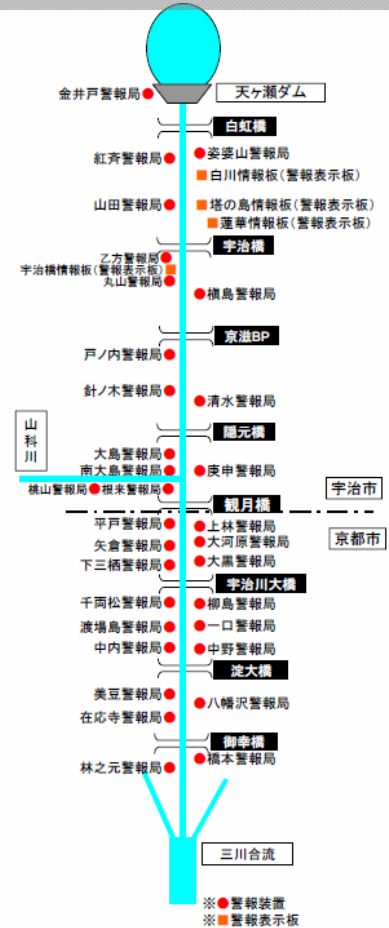 金井戸警報局●
天ヶ瀬ダム
白虹橋
紅斉警報局●
●姿婆山警報局
■白川情報板(警報表示板)
山田警報局●
■塔の島情報板(警報表示板)
■蓮華情報板(警報表示板)
宇治橋
乙方警報局●
宇治橋情報板(警報表示板)■
丸山警報局●
●槇島警報局
京滋BP
戸ノ内警報局●
針ノ木警報局●
●清水警報局
山科川
隠元橋
大島警報局●
南大島警報局●
●庚申警報局
桃山警報局●根来警報局●
宇治市
観月橋
平戸警報局●
●上林警報局
京都市
矢倉警報局●
●大河原警報局
下三栖警報局●
●大黒警報局
宇治川大橋
千両松警報局●
●柳島警報局
渡場島警報局●
●一口警報局
中内警報局●
●中野警報局
淀大橋
美豆警報局●
●八幡沢警報局
在応寺警報局●
御幸橋
●橋本警報局
林之元警報局●
三川合流
※●警報装置
※■警報表示板